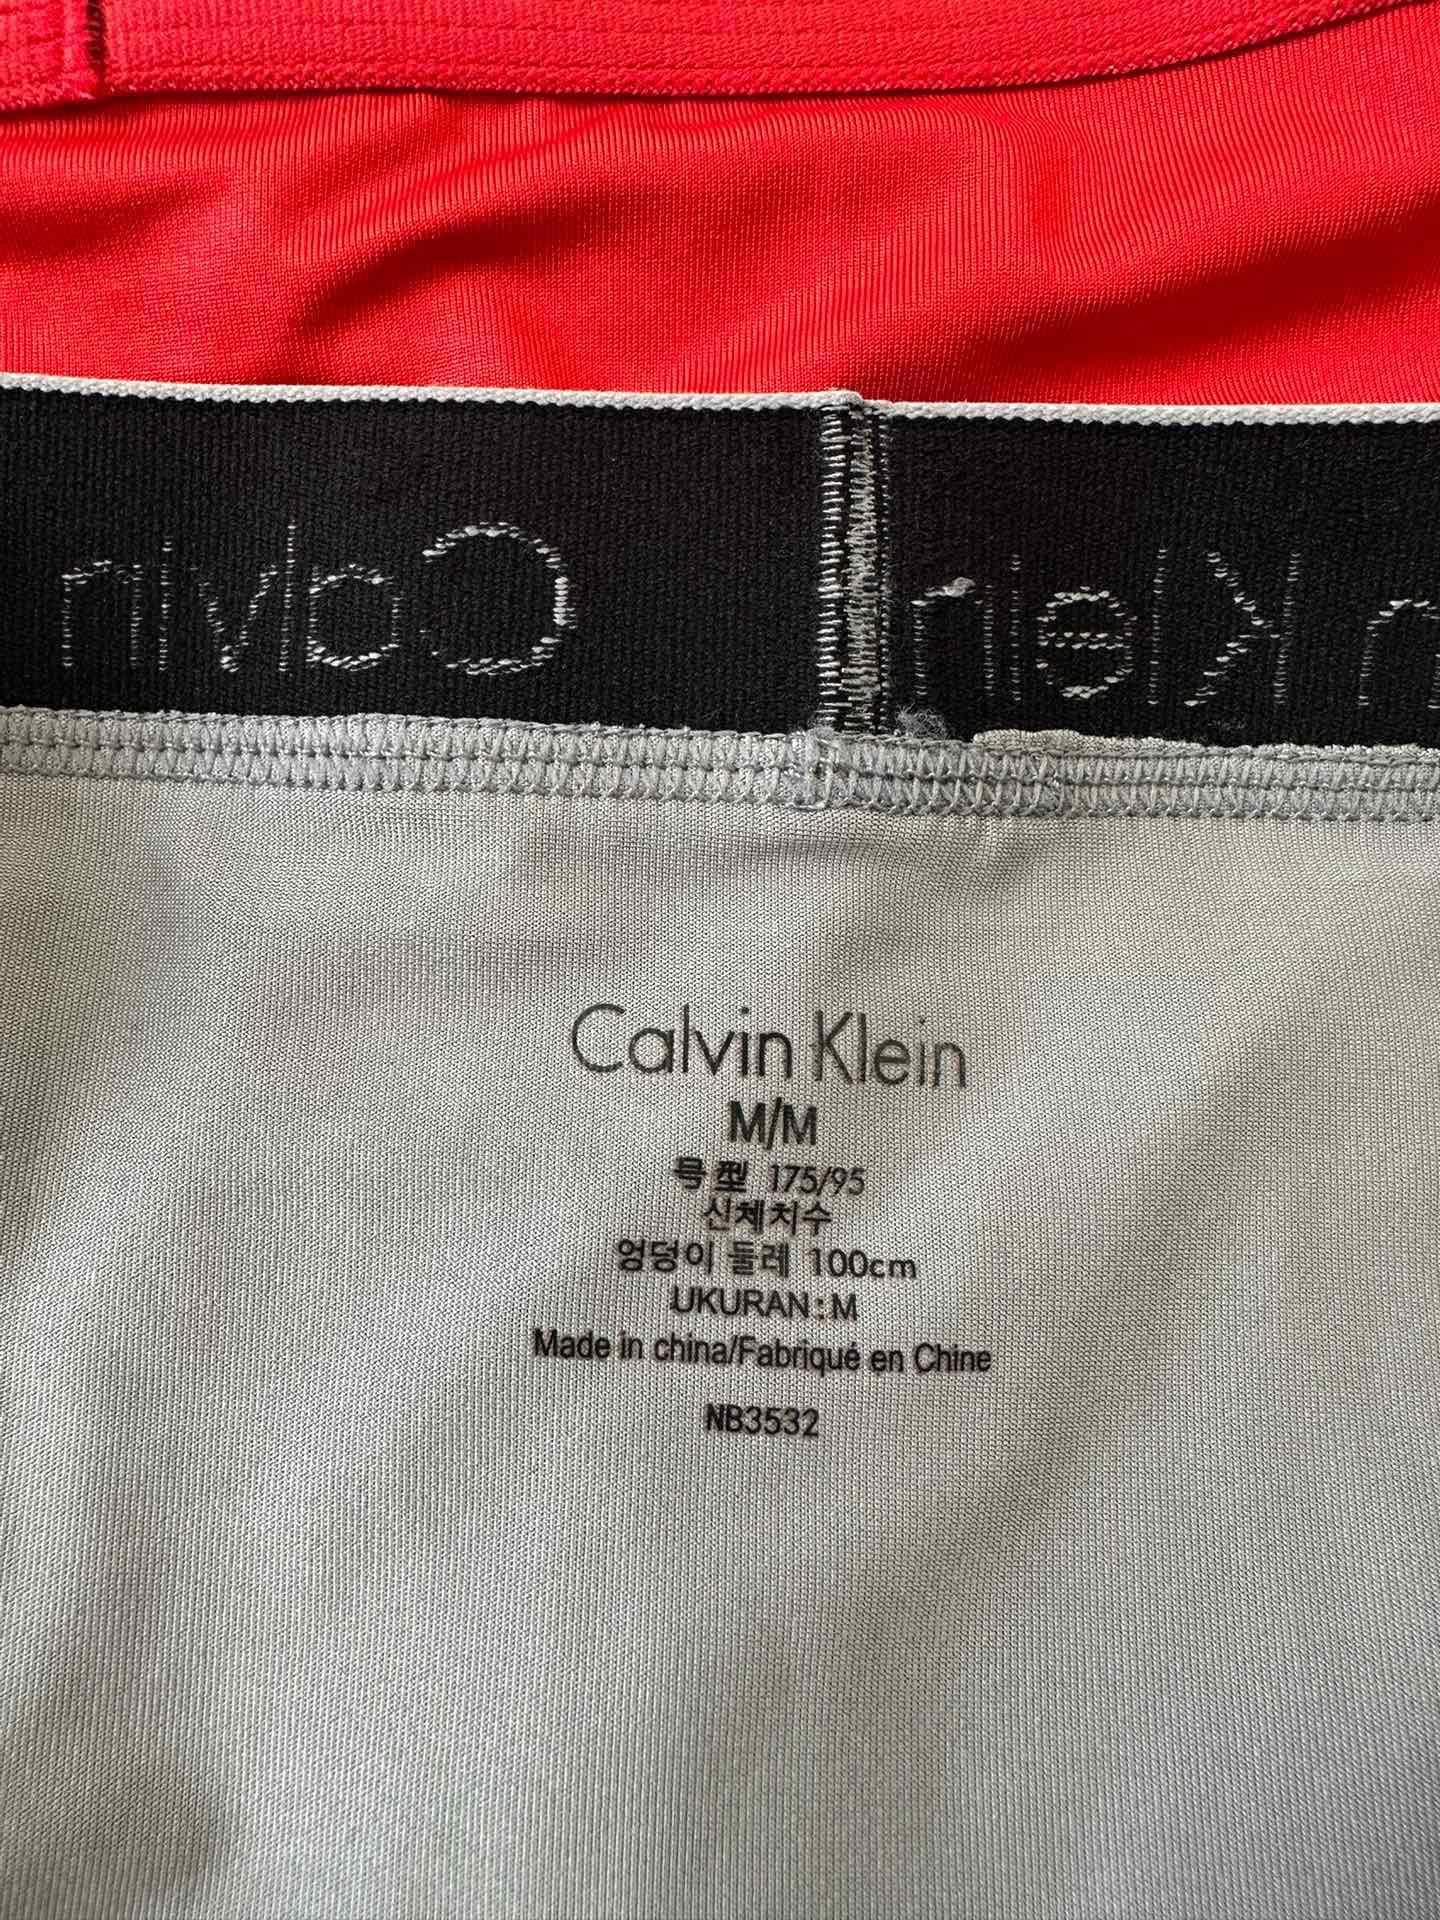 Calvin
n Klein
Calvin Klein
M/M
号型 175/95
신체치수
엉덩이 둘레 100cm
UKURAN:M
Made in china/Fabriqué en Chine
NB3532